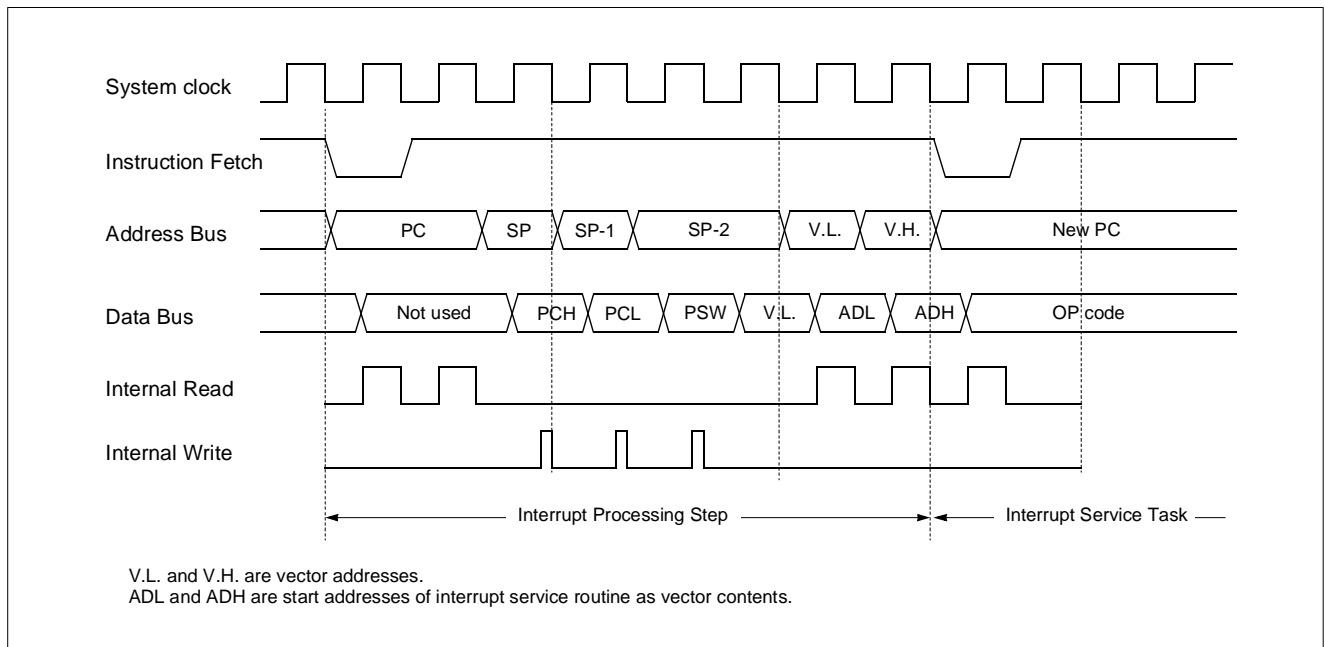 System clock
Instruction Fetch
Address Bus PC SP SP-1 SP-2 V.L. V.H. New PC
Data Bus Not used PCH PCL PSW V.L. ADL ADH OP code
Internal Read
Internal Write
Interrupt Processing Step Interrupt Service Task
V.L. and V.H. are vector addresses.
ADL and ADH are start addresses of interrupt service routine as vector contents.